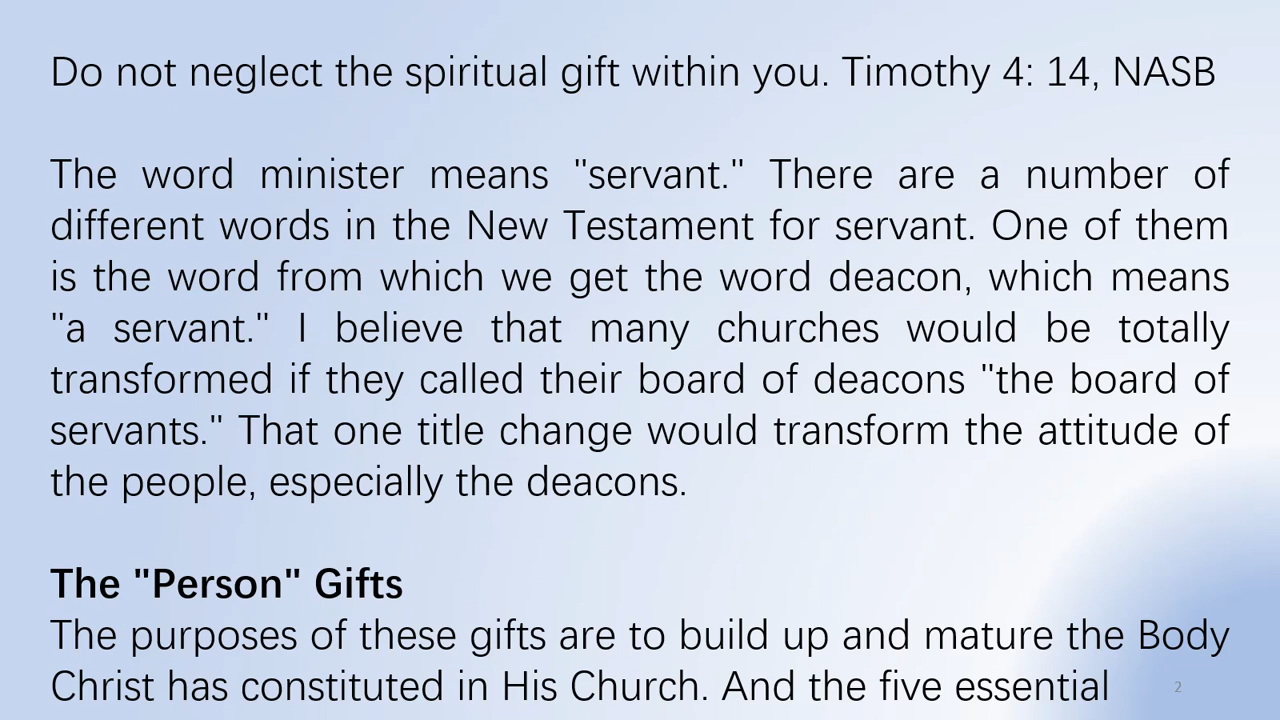 Do not neglect the spiritual gift within you. Timothy 4: 14, NASB
The word minister means "servant." There are a number of
different words in the New Testament for servant. One of them
is the word from which we get the word deacon, which means
"a servant." I believe that many churches would be totally
transformed if they called their board of deacons "the board of
servants." That one title change would transform the attitude of
the people, especially the deacons.
The "Person" Gifts
The purposes of these gifts are to build up and mature the Body
Christ has constituted in His Church. And the five essential
2